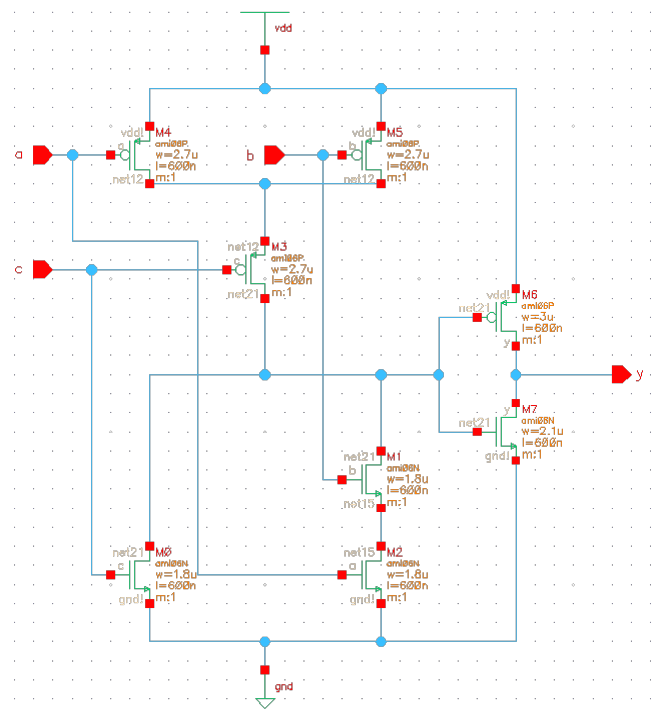 vdd
vdd!
M4
a
ami06P
w=2.7u
l=600n
m:1
net12
a
vdd!
M5
b
ami06P
w=2.7u
l=600n
m:1
net12
b
net12
M3
c
ami06P
w=2.7u
l=600n
m:1
net21
c
vdd!
M6
ami06P
w=3u
l=600n
m:1
net21
y
y
y
M7
ami06N
w=2.1u
l=600n
m:1
net21
gnd!
net21
M1
b
ami06N
w=1.8u
l=600n
m:1
net15
net21
M0
c
ami06N
w=1.8u
l=600n
m:1
gnd!
net15
M2
a
ami06N
w=1.8u
l=600n
m:1
gnd!
gnd